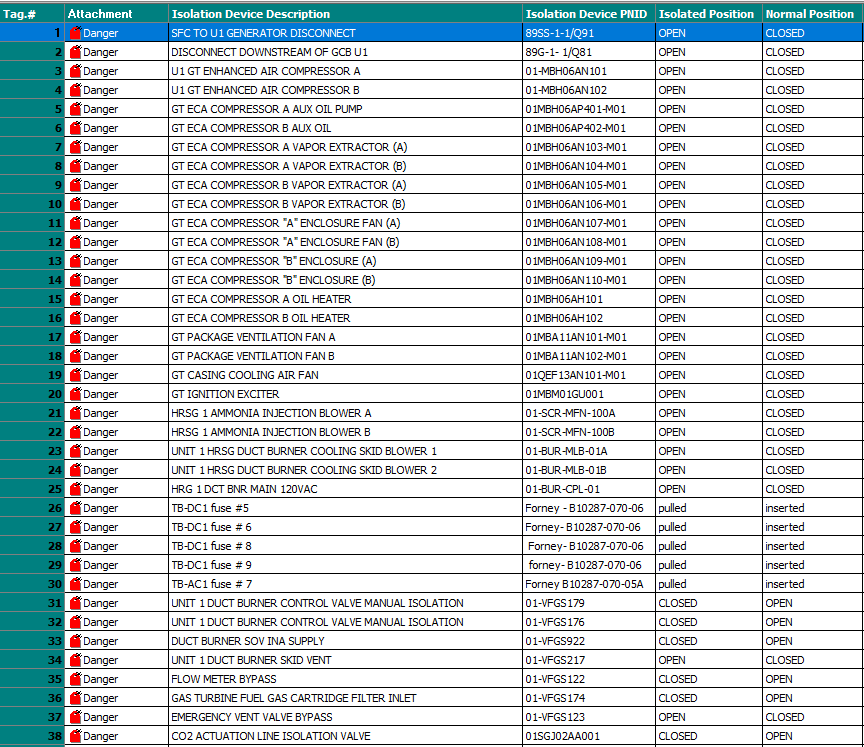 Tag.# Attachment Isolation Device Description Isolation Device PNID Isolated Position Normal Position
1 Danger SFC TO U1 GENERATOR DISCONNECT 89SS-1-1/Q91 OPEN CLOSED
2 Danger DISCONNECT DOWNSTREAM OF GCB U1 89G-1- 1/Q81 OPEN CLOSED
3 Danger U1 GT ENHANCED AIR COMPRESSOR A 01-MBH06AN101 OPEN CLOSED
4 Danger U1 GT ENHANCED AIR COMPRESSOR B 01-MBH06AN102 OPEN CLOSED
5 Danger GT ECA COMPRESSOR A AUX OIL PUMP 01MBH06AP401-M01 OPEN CLOSED
6 Danger GT ECA COMPRESSOR B AUX OIL 01MBH06AP402-M01 OPEN CLOSED
7 Danger GT ECA COMPRESSOR A VAPOR EXTRACTOR (A) 01MBH06AN103-M01 OPEN CLOSED
8 Danger GT ECA COMPRESSOR A VAPOR EXTRACTOR (B) 01MBH06AN104-M01 OPEN CLOSED
9 Danger GT ECA COMPRESSOR B VAPOR EXTRACTOR (A) 01MBH06AN105-M01 OPEN CLOSED
10 Danger GT ECA COMPRESSOR B VAPOR EXTRACTOR (B) 01MBH06AN106-M01 OPEN CLOSED
11 Danger GT ECA COMPRESSOR "A" ENCLOSURE FAN (A) 01MBH06AN107-M01 OPEN CLOSED
12 Danger GT ECA COMPRESSOR "A" ENCLOSURE FAN (B) 01MBH06AN108-M01 OPEN CLOSED
13 Danger GT ECA COMPRESSOR "B" ENCLOSURE (A) 01MBH06AN109-M01 OPEN CLOSED
14 Danger GT ECA COMPRESSOR "B" ENCLOSURE (B) 01MBH06AN110-M01 OPEN CLOSED
15 Danger GT ECA COMPRESSOR A OIL HEATER 01MBH06AH101 OPEN CLOSED
16 Danger GT ECA COMPRESSOR B OIL HEATER 01MBH06AH102 OPEN CLOSED
17 Danger GT PACKAGE VENTILATION FAN A 01MBA11AN101-M01 OPEN CLOSED
18 Danger GT PACKAGE VENTILATION FAN B 01MBA11AN102-M01 OPEN CLOSED
19 Danger GT CASING COOLING AIR FAN 01QEF13AN101-M01 OPEN CLOSED
20 Danger GT IGNITION EXCITER 01MBM01GU001 OPEN CLOSED
21 Danger HRSG 1 AMMONIA INJECTION BLOWER A 01-SCR-MFN-100A OPEN CLOSED
22 Danger HRSG 1 AMMONIA INJECTION BLOWER B 01-SCR-MFN-100B OPEN CLOSED
23 Danger UNIT 1 HRSG DUCT BURNER COOLING SKID BLOWER 1 01-BUR-MLB-01A OPEN CLOSED
24 Danger UNIT 1 HRSG DUCT BURNER COOLING SKID BLOWER 2 01-BUR-MLB-01B OPEN CLOSED
25 Danger HRG 1 DCT BNR MAIN 120VAC 01-BUR-CPL-01 OPEN CLOSED
26 Danger TB-DC1 fuse #5 Forney - B10287-070-06 pulled inserted
27 Danger TB-DC1 fuse # 6 Forney- B10287-070-06 pulled inserted
28 Danger TB-DC1 fuse # 8 Forney- B10287-070-06 pulled inserted
29 Danger TB-DC1 fuse # 9 forney- B10287-070-06 pulled inserted
30 Danger TB-AC1 fuse # 7 Forney B10287-070-05A pulled inserted
31 Danger UNIT 1 DUCT BURNER CONTROL VALVE MANUAL ISOLATION 01-VFGS179 CLOSED OPEN
32 Danger UNIT 1 DUCT BURNER CONTROL VALVE MANUAL ISOLATION 01-VFGS176 CLOSED OPEN
33 Danger DUCT BURNER SOV INA SUPPLY 01-VFGS922 CLOSED OPEN
34 Danger UNIT 1 DUCT BURNER SKID VENT 01-VFGS217 OPEN CLOSED
35 Danger FLOW METER BYPASS 01-VFGS122 CLOSED OPEN
36 Danger GAS TURBINE FUEL GAS CARTRIDGE FILTER INLET 01-VFGS174 CLOSED OPEN
37 Danger EMERGENCY VENT VALVE BYPASS 01-VFGS123 OPEN CLOSED
38 Danger CO2 ACTUATION LINE ISOLATION VALVE 01SGJ02AA001 CLOSED OPEN